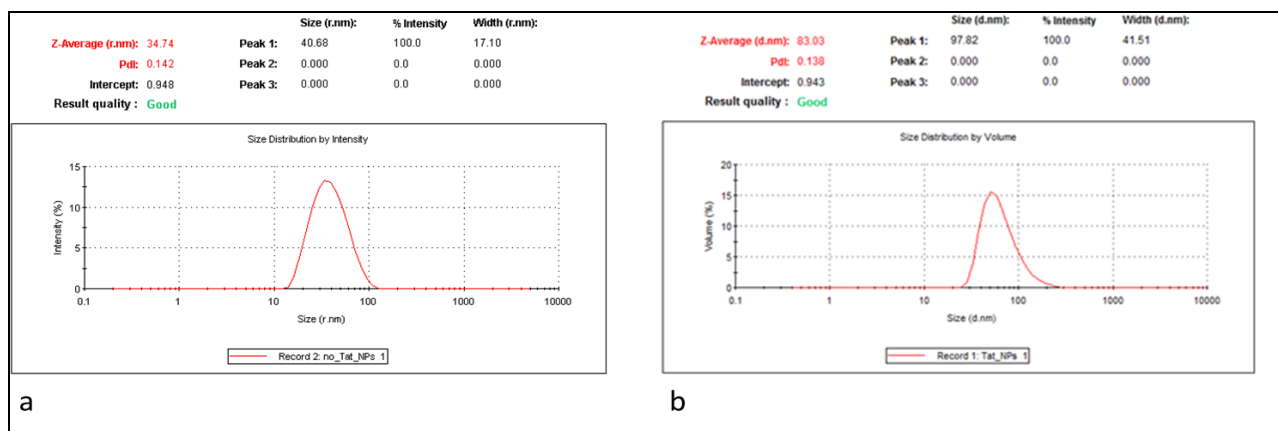 Size (r.nm): % Intensity Width (r.nm):
Z-Average (r.nm): 34.74 Peak 1: 40.68 100.0 17.10
PdI: 0.142 Peak 2: 0.000 0.0 0.000
Intercept: 0.948 Peak 3: 0.000 0.0 0.000
Result quality : Good
Size Distribution by Intensity
Intensity (%)
15
10
5
0
0.1 1 10 100 1000 10000
Size (r.nm)
Record 2: no_Tat_NPs 1
a
Size (d.nm): % Intensity Width (d.nm):
Z-Average (d.nm): 83.03 Peak 1: 97.82 100.0 41.51
PdI: 0.138 Peak 2: 0.000 0.0 0.000
Intercept: 0.943 Peak 3: 0.000 0.0 0.000
Result quality : Good
Size Distribution by Volume
Volume (%)
20
15
10
5
0
0.1 1 10 100 1000 10000
Size (d.nm)
Record 1: Tat_NPs 1
b